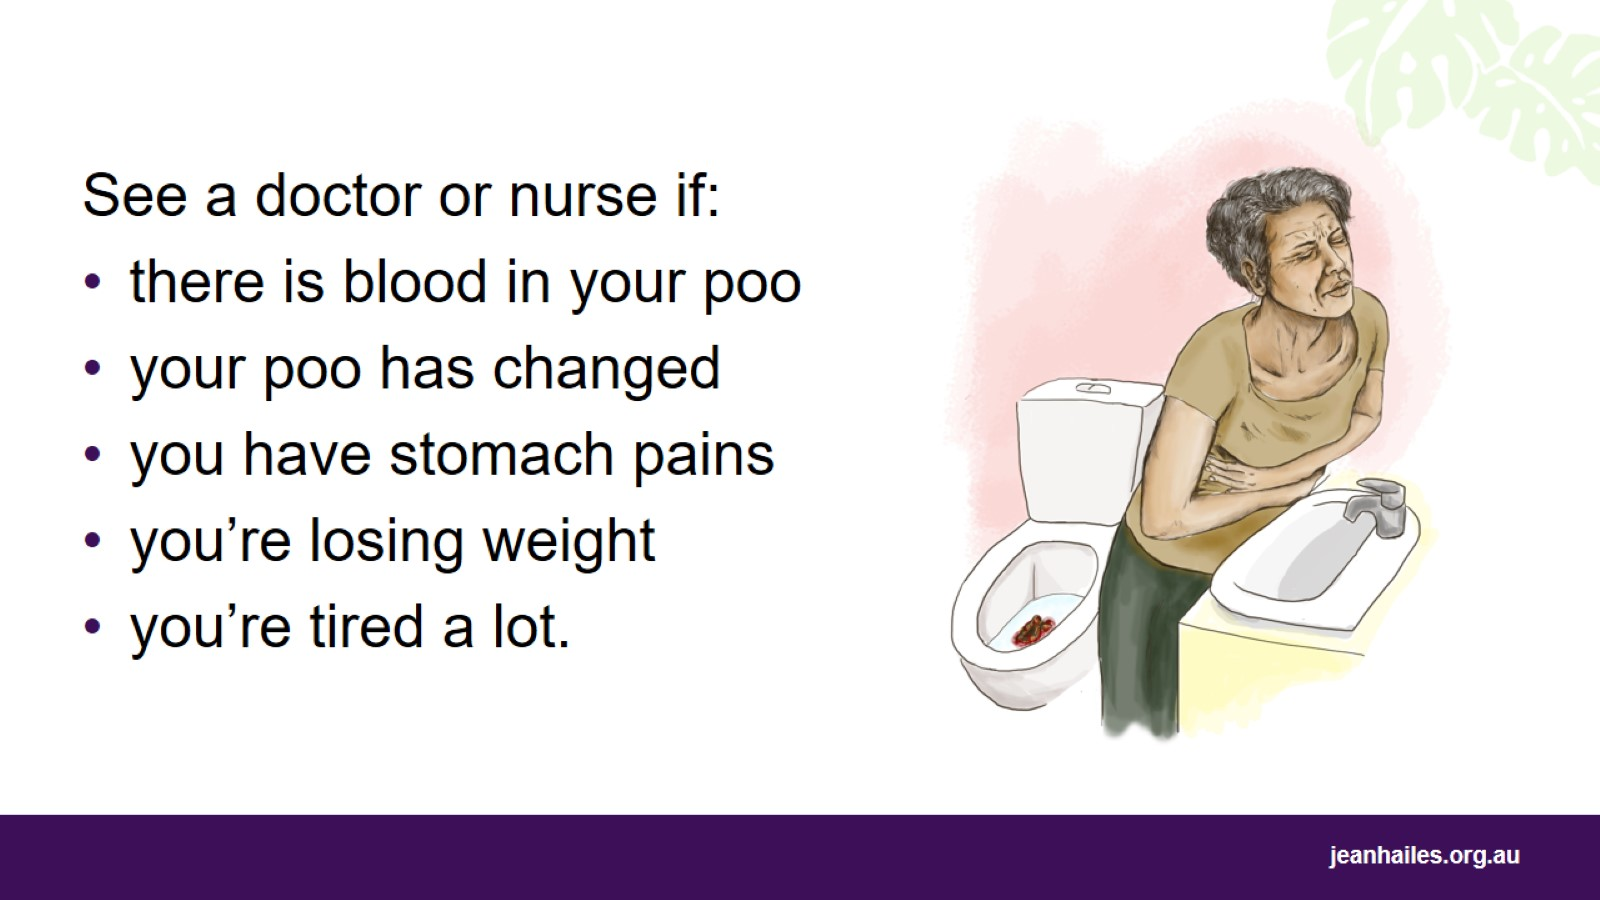 See a doctor or nurse if:
• there is blood in your poo
• your poo has changed
• you have stomach pains
• you’re losing weight
• you’re tired a lot.
jeanhailes.org.au